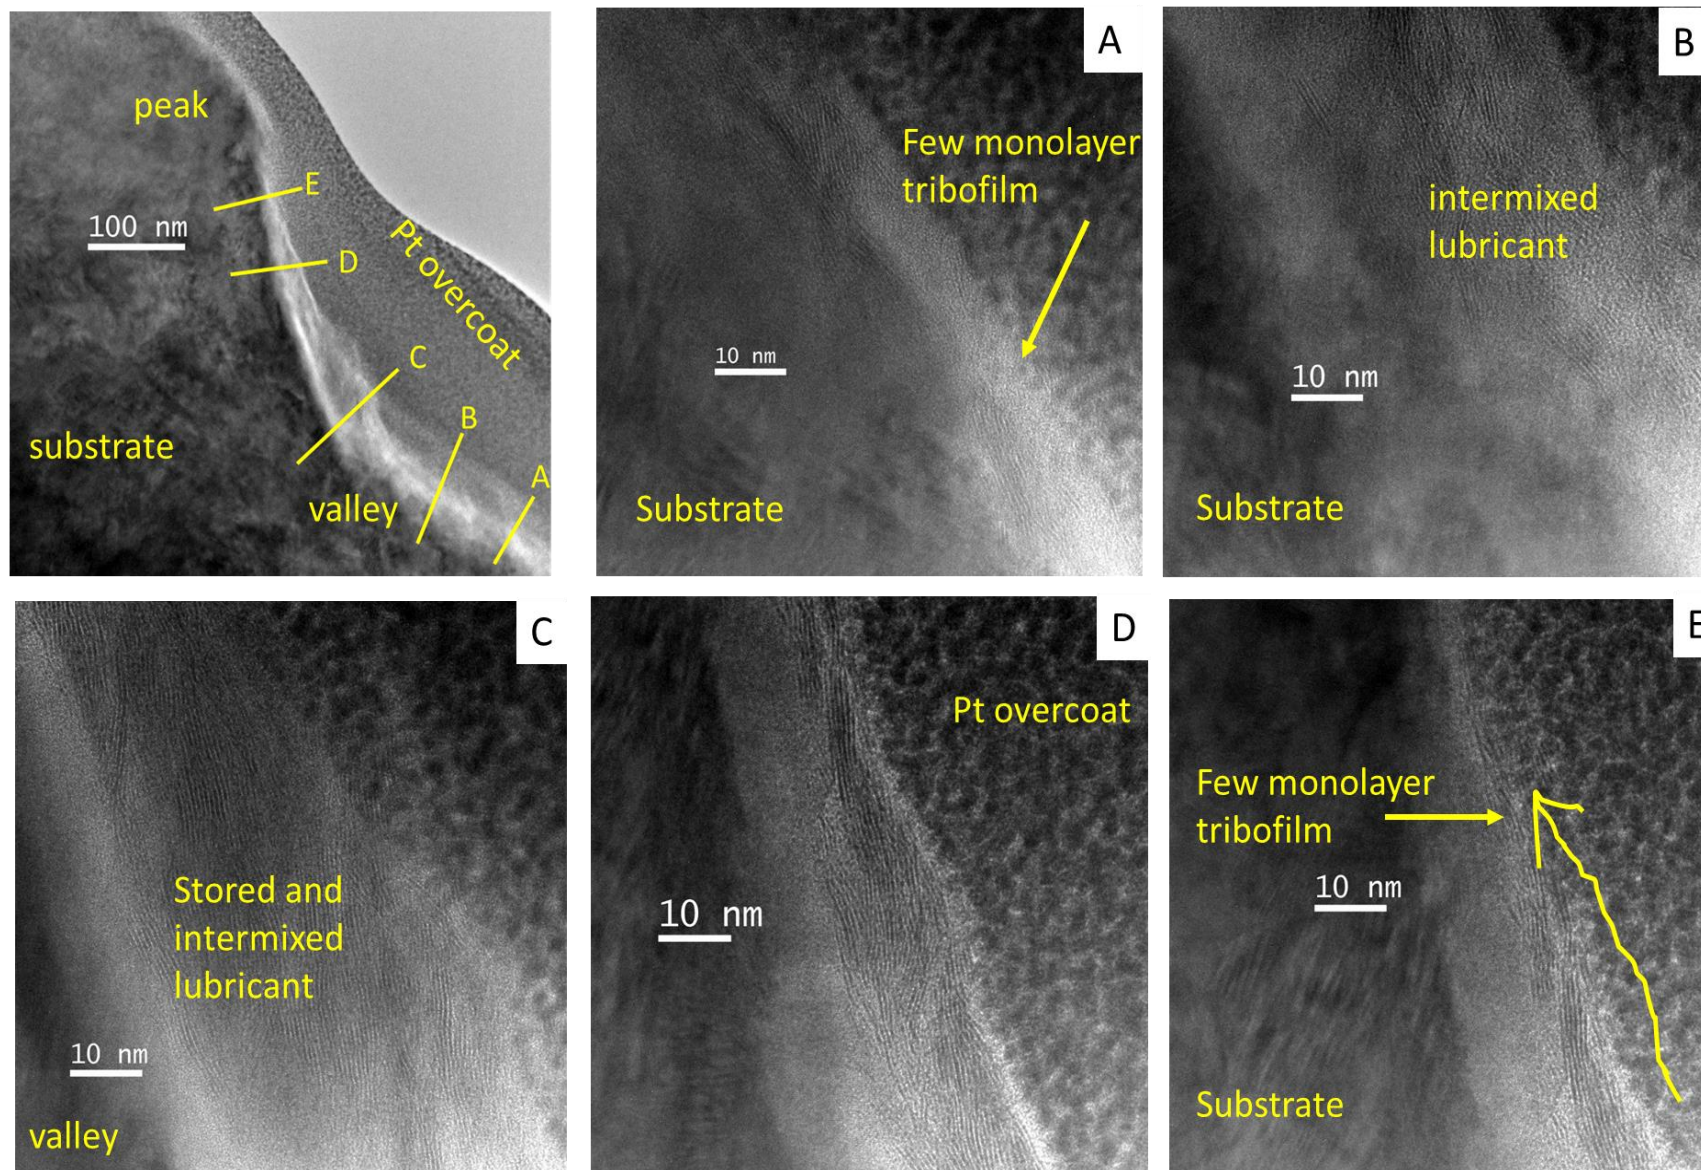 peak
E
100 nm
D
Pt overcoat
C
B
substrate
A
valley
A
Few monolayer
tribofilm
10 nm
Substrate
B
intermixed
lubricant
10 nm
Substrate
C
Stored and
intermixed
lubricant
10 nm
valley
D
Pt overcoat
10 nm
E
Few monolayer
tribofilm
10 nm
Substrate